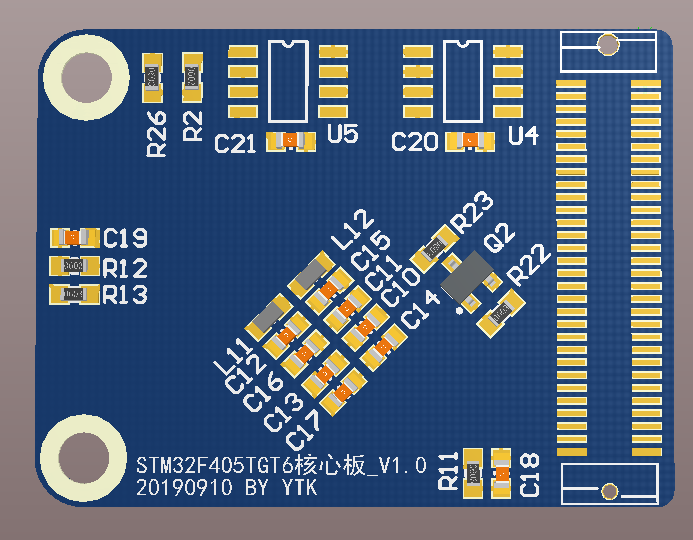 R26
R2
C21
U5
C20
U4
C19
R12
R13
L12
C15
C11
C10
C14
R23
Q2
R22
L11
C12
C16
C13
C17
R11
C18
STM32F405TGT6核心板_V1.0
20190910 BY YTK